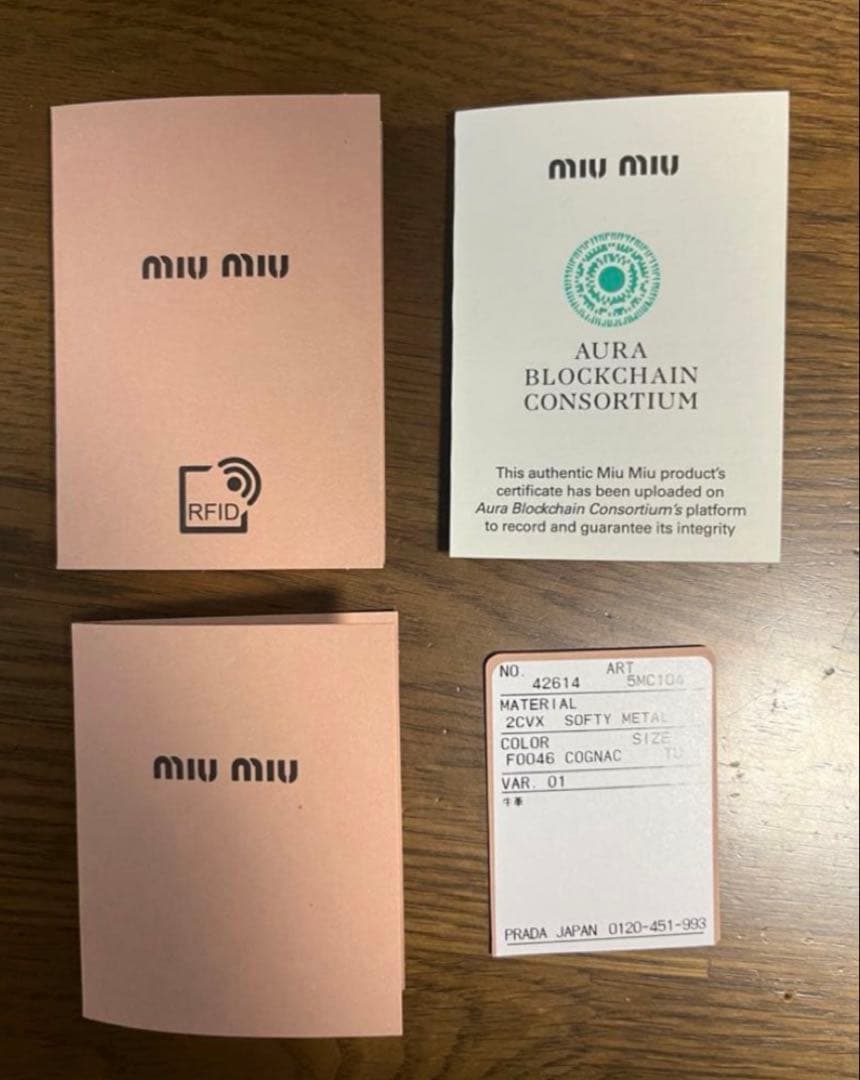 miu miu
RFID
miu miu
AURA
BLOCKCHAIN
CONSORTIUM
This authentic Miu Miu product's
certificate has been uploaded on
Aura Blockchain Consortium's platform
to record and guarantee its integrity
miu miu
NO. ART
42614 5MC104
MATERIAL
2CVX SOFTY METAL
COLOR SIZE
F0046 COGNAC TU
VAR. 01
牛革
PRADA JAPAN 0120-451-993